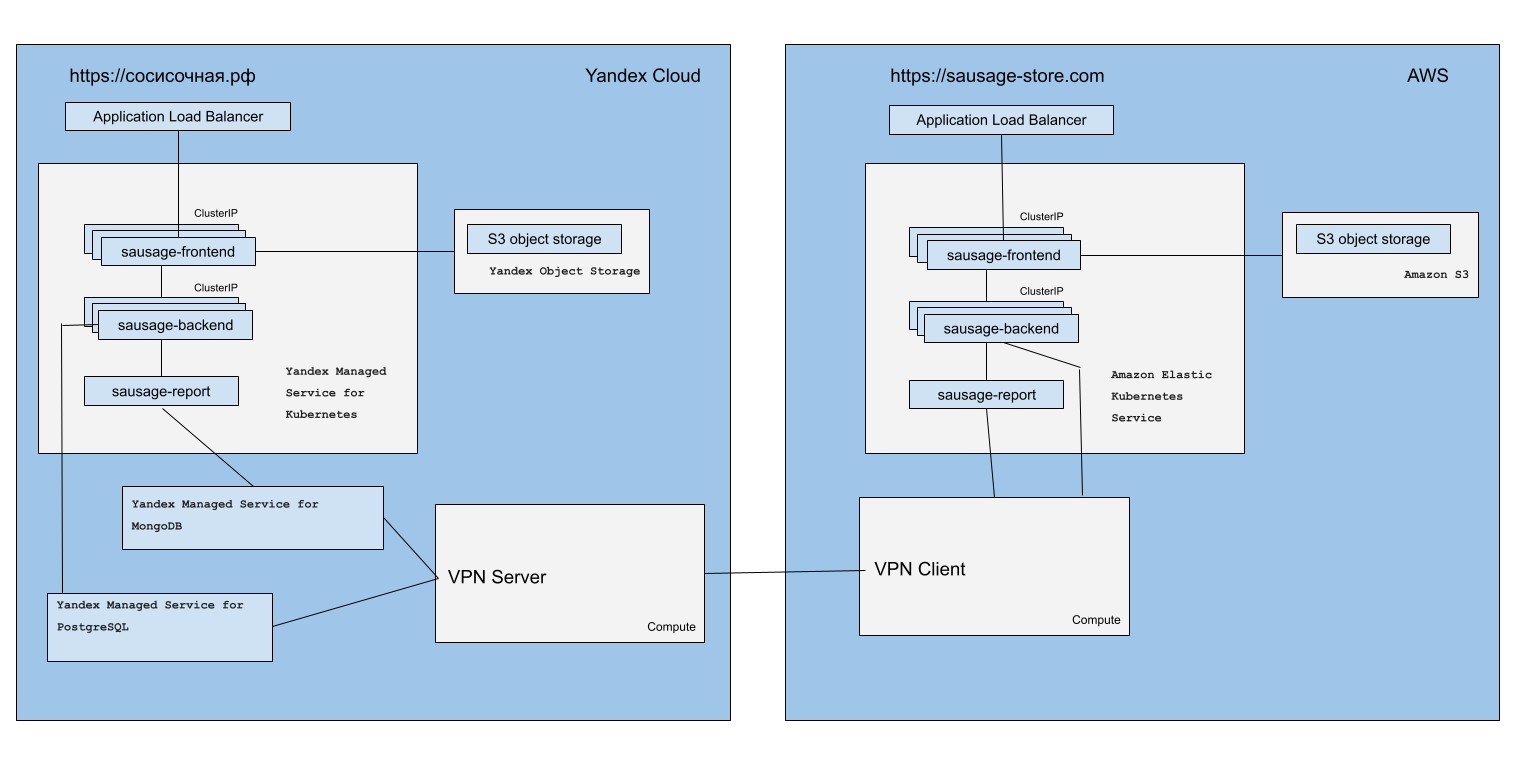 https://сосисочная.рф
Yandex Cloud
Application Load Balancer
ClusterIP
sausage-frontend
S3 object storage
Yandex Object Storage
ClusterIP
sausage-backend
sausage-report
Yandex Managed
Service for
Kubernetes
Yandex Managed Service for
MongoDB
VPN Server
Compute
Yandex Managed Service for
PostgreSQL
https://sausage-store.com
AWS
Application Load Balancer
ClusterIP
sausage-frontend
S3 object storage
Amazon S3
ClusterIP
sausage-backend
sausage-report
Amazon Elastic
Kubernetes
Service
VPN Client
Compute